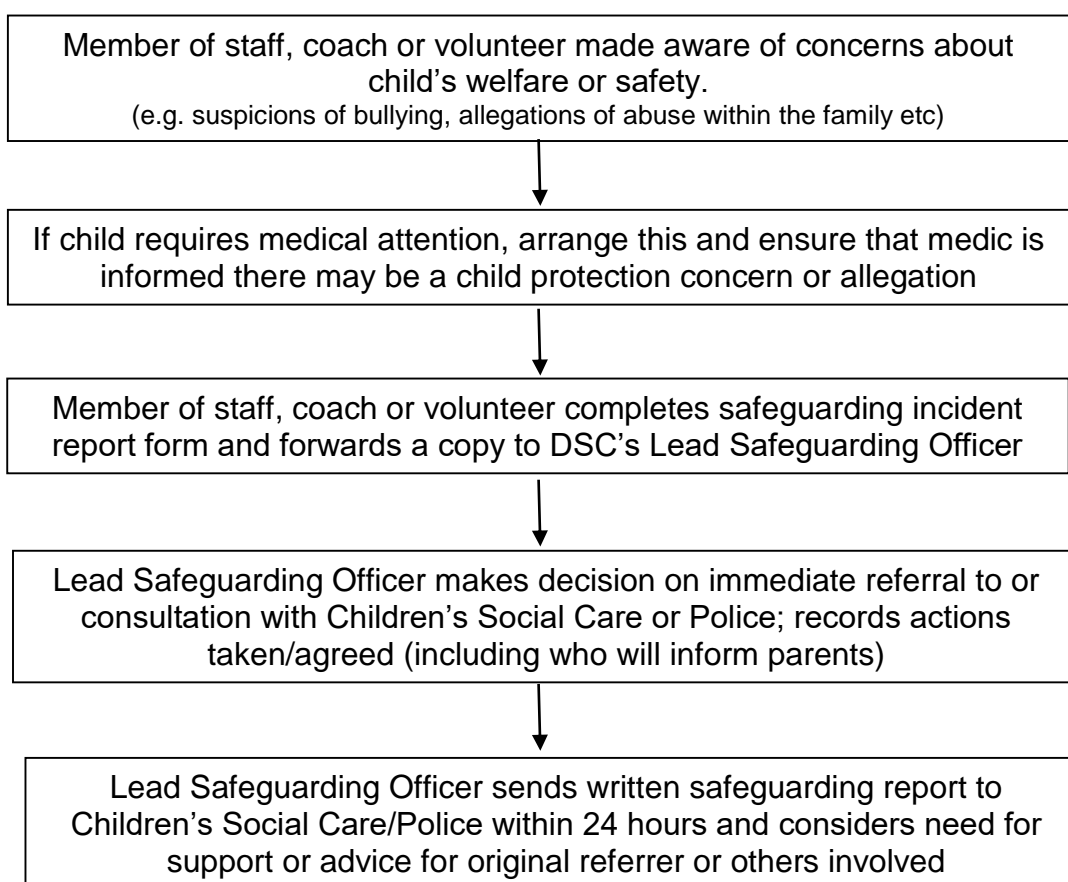 Member of staff, coach or volunteer made aware of concerns about
child’s welfare or safety.
(e.g. suspicions of bullying, allegations of abuse within the family etc)
If child requires medical attention, arrange this and ensure that medic is
informed there may be a child protection concern or allegation
Member of staff, coach or volunteer completes safeguarding incident
report form and forwards a copy to DSC’s Lead Safeguarding Officer
Lead Safeguarding Officer makes decision on immediate referral to or
consultation with Children’s Social Care or Police; records actions
taken/agreed (including who will inform parents)
Lead Safeguarding Officer sends written safeguarding report to
Children’s Social Care/Police within 24 hours and considers need for
support or advice for original referrer or others involved